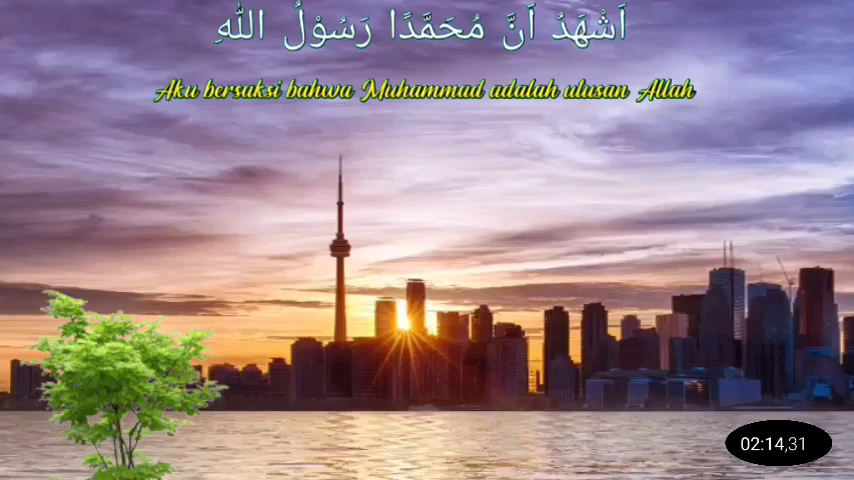 اَشْهَدُ اَنَّ مُحَمَّدًا رَسُوْلُ اللّٰهِ
Aku bersaksi bahwa Muhammad adalah ulusan Allah
02:14,31